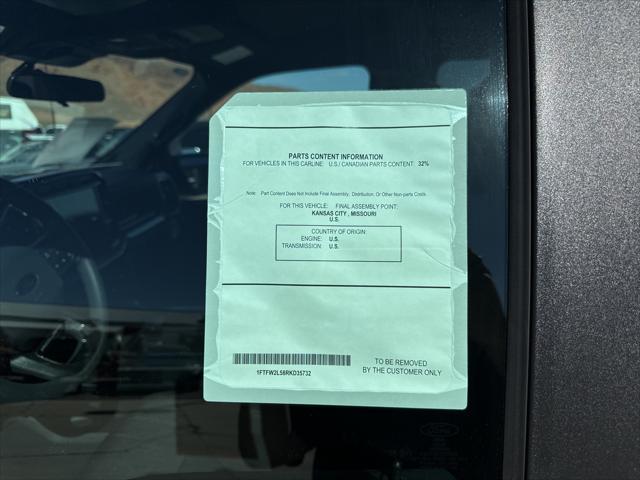 PARTS CONTENT INFORMATION
FOR VEHICLES IN THIS CARLINE: U.S./ CANADIAN PARTS CONTENT: 32%
Note: Part Content Does Not Include Final Assembly, Distribution, Or Other Non-parts Costs.
FOR THIS VEHICLE: FINAL ASSEMBLY POINT:
KANSAS CITY , MISSOURI
U.S.
COUNTRY OF ORIGIN:
ENGINE: U.S.
TRANSMISSION: U.S.
TO BE REMOVED
BY THE CUSTOMER ONLY
1FTFW2L58RKD35732
Ford